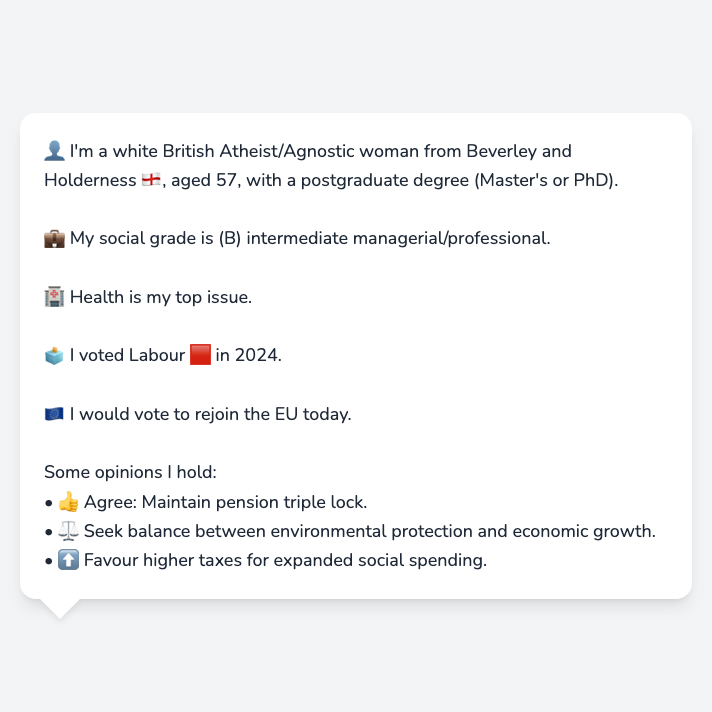 👤 I'm a white British Atheist/Agnostic woman from Beverley and
Holderness 🏴󠁧󠁢󠁥󠁮󠁧󠁿, aged 57, with a postgraduate degree (Master's or PhD).
💼 My social grade is (B) intermediate managerial/professional.
🏥 Health is my top issue.
🗳️ I voted Labour 🟥 in 2024.
🇪🇺 I would vote to rejoin the EU today.
Some opinions I hold:
• 👍 Agree: Maintain pension triple lock.
• ⚖️ Seek balance between environmental protection and economic growth.
• ⬆️ Favour higher taxes for expanded social spending.